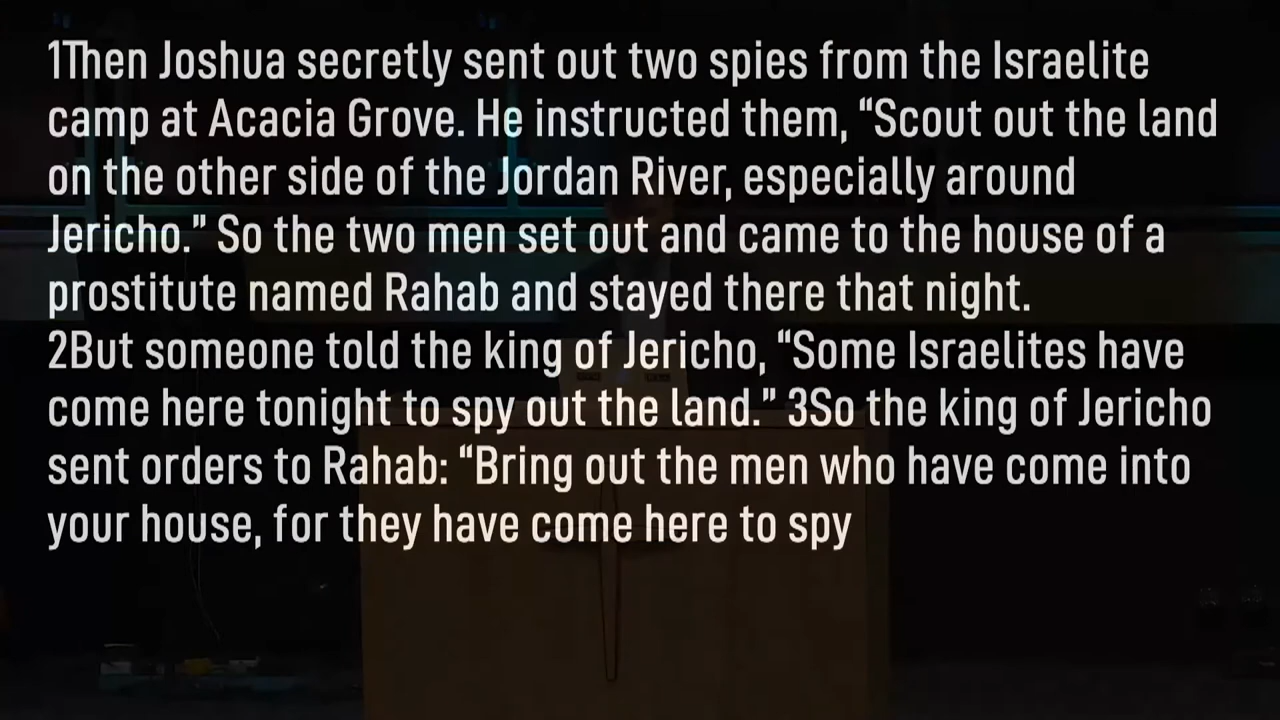 1Then Joshua secretly sent out two spies from the Israelite
camp at Acacia Grove. He instructed them, “Scout out the land
on the other side of the Jordan River, especially around
Jericho.” So the two men set out and came to the house of a
prostitute named Rahab and stayed there that night.
2But someone told the king of Jericho, “Some Israelites have
come here tonight to spy out the land.” 3So the king of Jericho
sent orders to Rahab: “Bring out the men who have come into
your house, for they have come here to spy